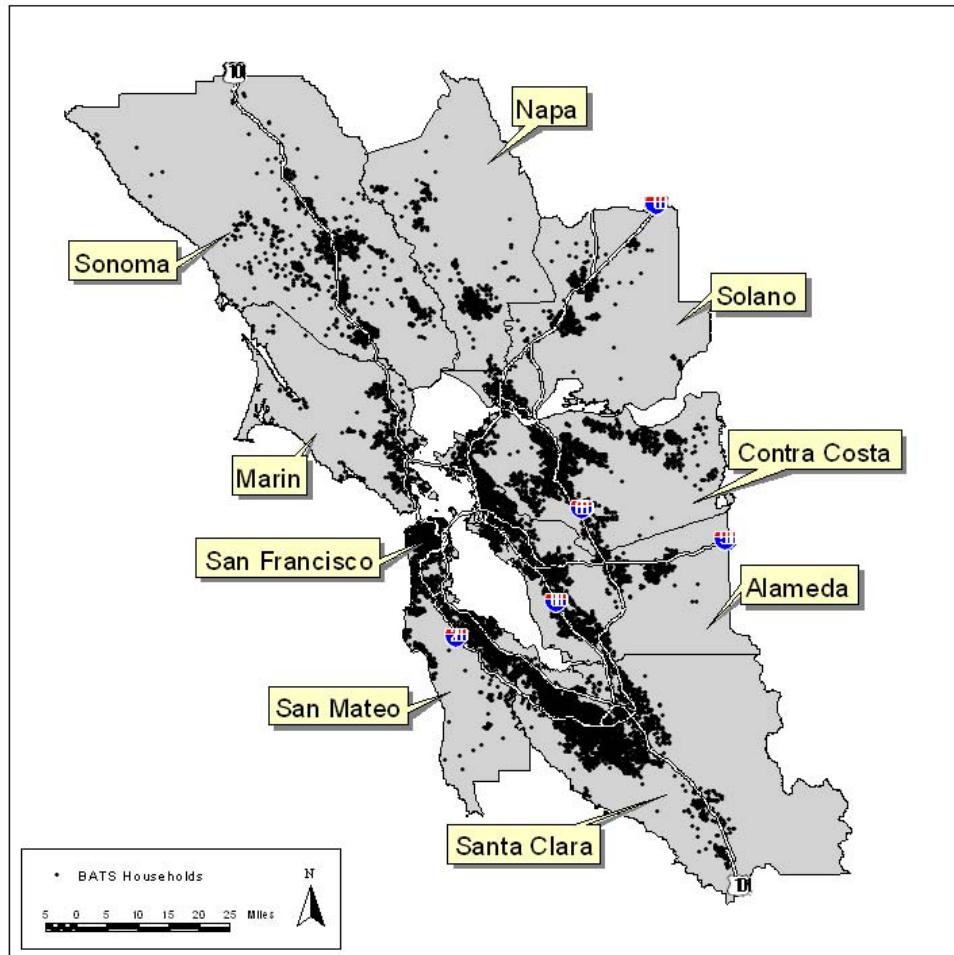 Napa
Sonoma
Solano
Contra Costa
Marin
San Francisco
Alameda
San Mateo
Santa Clara
BATS Households
N
5 0 5 10 15 20 25 Miles